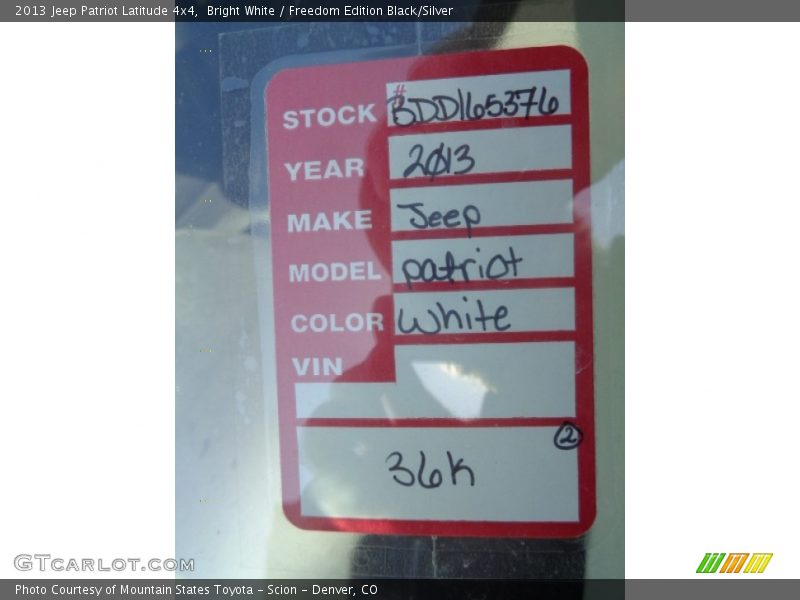 2013 Jeep Patriot Latitude 4x4,  Bright White / Freedom Edition Black/Silver
STOCK # BDD165376
YEAR 2013
MAKE Jeep
MODEL patriot
COLOR White
VIN
2
36K
GTCARLOT.COM
Photo Courtesy of Mountain States Toyota - Scion - Denver, CO